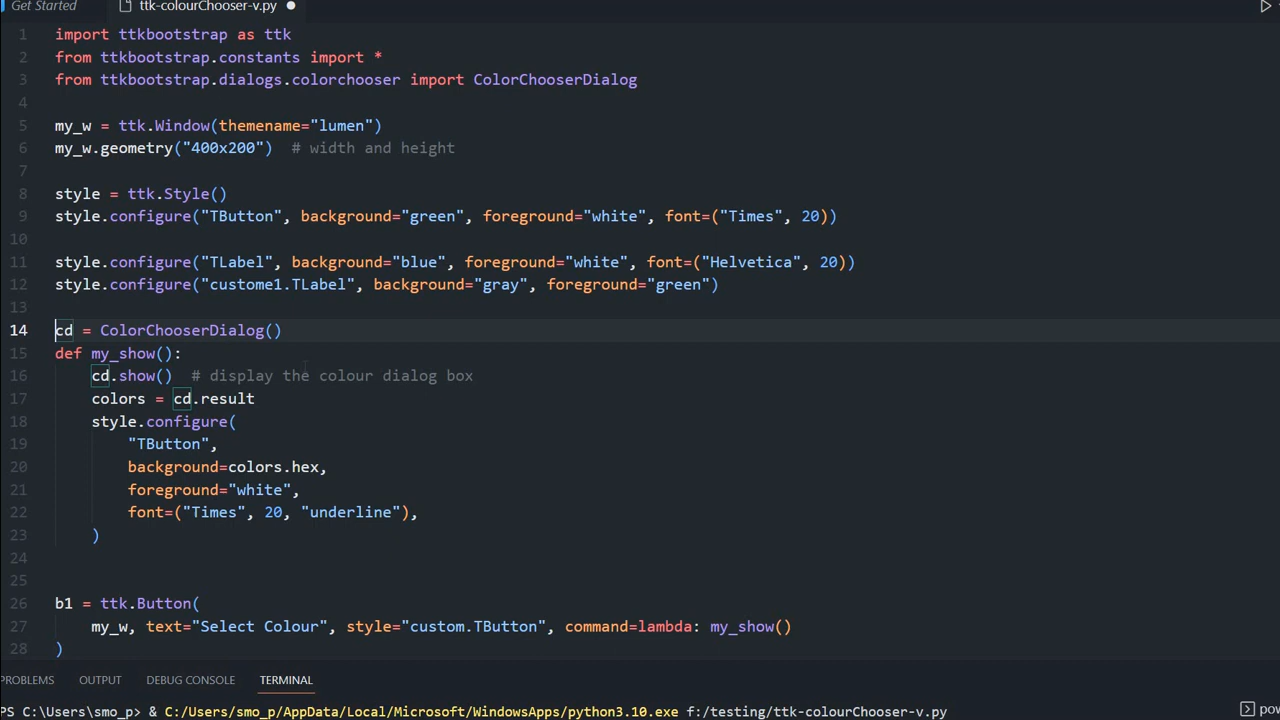 Get Started
ttk-colourChooser-v.py
1 import ttkbootstrap as ttk
2 from ttkbootstrap.constants import *
3 from ttkbootstrap.dialogs.colorchooser import ColorChooserDialog
4
5 my_w = ttk.Window(themename="lumen")
6 my_w.geometry("400x200")  # width and height
7
8 style = ttk.Style()
9 style.configure("TButton", background="green", foreground="white", font=("Times", 20))
10
11 style.configure("TLabel", background="blue", foreground="white", font=("Helvetica", 20))
12 style.configure("custome1.TLabel", background="gray", foreground="green")
13
14 cd = ColorChooserDialog()
15 def my_show():
16     cd.show()  # display the colour dialog box
17     colors = cd.result
18     style.configure(
19         "TButton",
20         background=colors.hex,
21         foreground="white",
22         font=("Times", 20, "underline"),
23     )
24
25
26 b1 = ttk.Button(
27     my_w, text="Select Colour", style="custom.TButton", command=lambda: my_show()
28 )
PROBLEMS OUTPUT DEBUG CONSOLE TERMINAL
PS C:\Users\smo_p> & C:/Users/smo_p/AppData/Local/Microsoft/WindowsApps/python3.10.exe f:/testing/ttk-colourChooser-v.py
pow